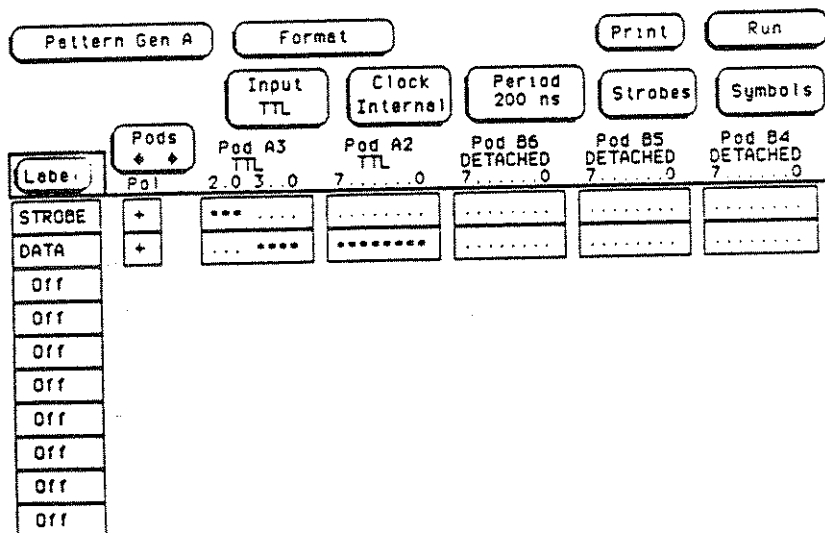 Pattern Gen A Format Print Run
Input TTL Clock Internal Period 200 ns Strobes Symbols
Pods Pod A3 Pod A2 Pod B6 Pod B5 Pod B4
TTL TTL DETACHED DETACHED DETACHED
Label Pol 2.0 3..0 7......0 7......0 7......0 7......0
STROBE + *** .... ........ ........ ........ ........
DATA + ... **** ******** ........ ........ ........
Off
Off
Off
Off
Off
Off
Off
Off